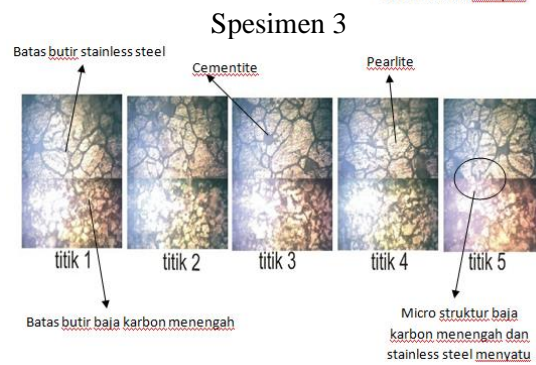 Spesimen 3
Batas butir stainless steel
Cementite
Pearlite
titik 1
titik 2
titik 3
titik 4
titik 5
Batas butir baja karbon menengah
Micro struktur baja
karbon menengah dan
stainless steel menyatu